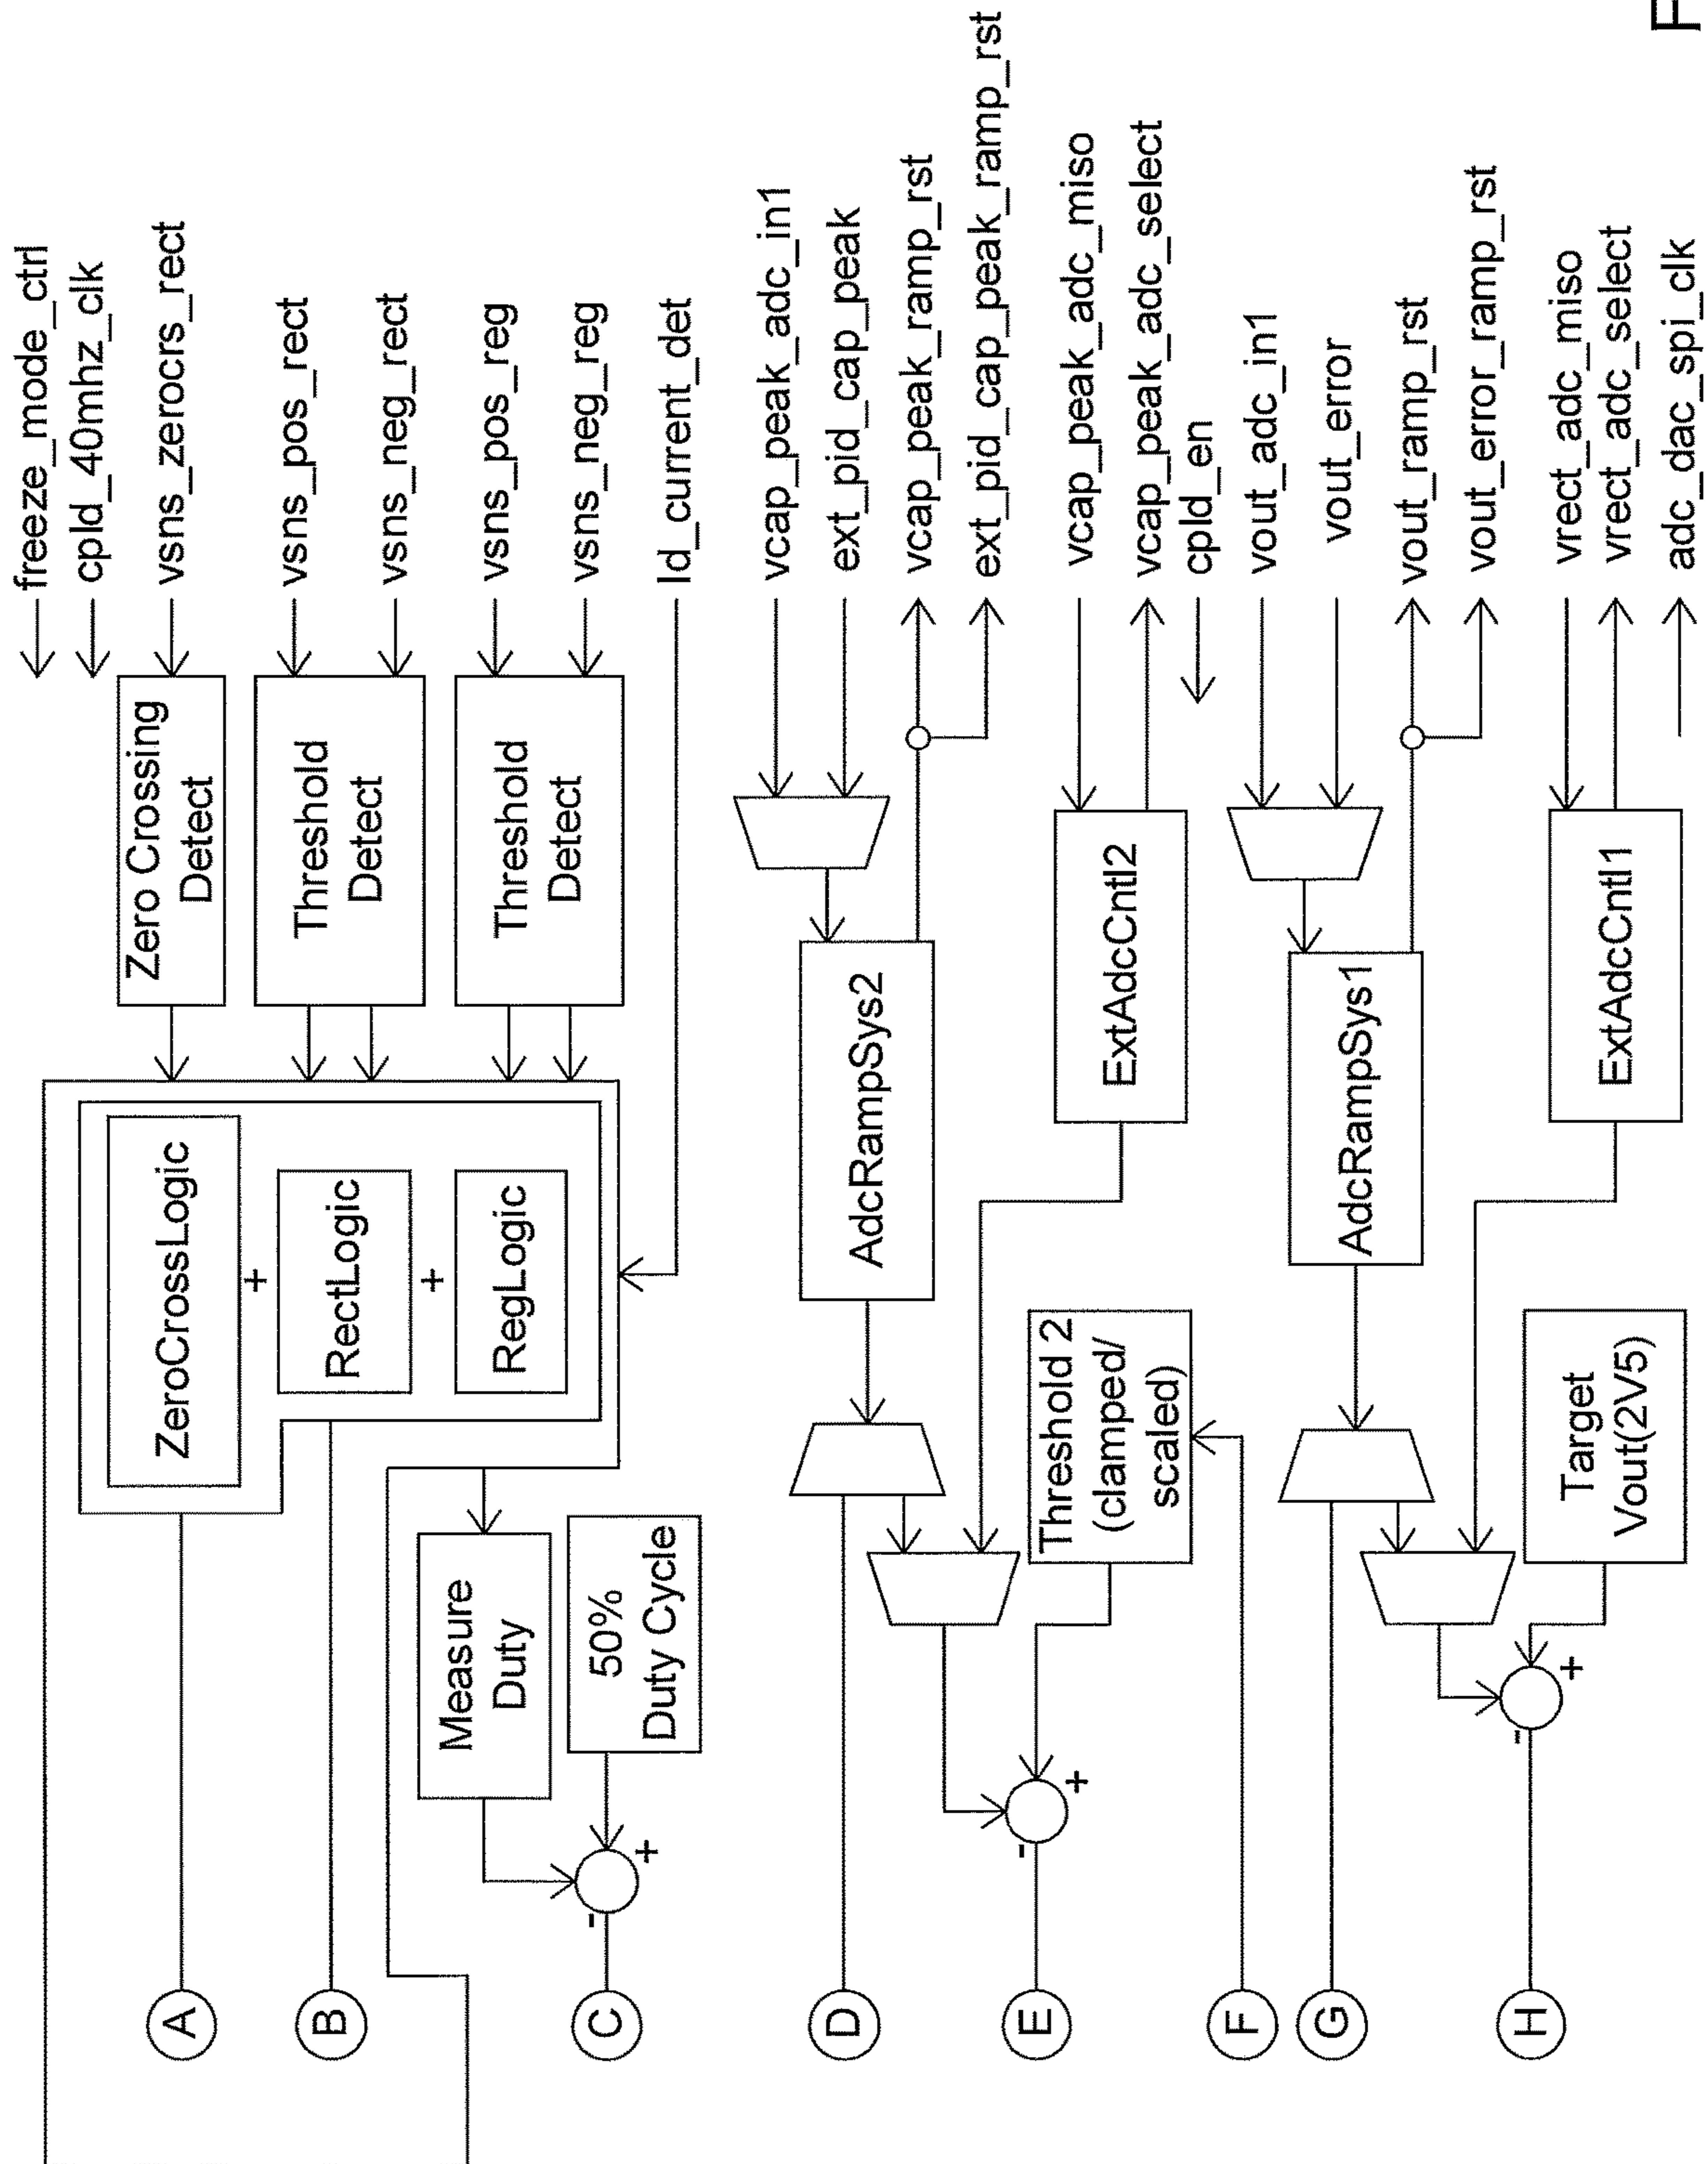 freeze_mode_ctrl
cpld_40mhz_clk
Zero Crossing
Detect
vsns_zerocrs_rect
ZeroCrossLogic
A
+
Threshold
Detect
vsns_pos_rect
vsns_neg_rect
RectLogic
B
+
Threshold
Detect
vsns_pos_reg
vsns_neg_reg
RegLogic
ld_current_det
Measure
Duty
50%
Duty Cycle
-
+
C
vcap_peak_adc_in1
ext_pid_cap_peak
vcap_peak_ramp_rst
ext_pid_cap_peak_ramp_rst
AdcRampSys2
D
vcap_peak_adc_miso
vcap_peak_adc_select
cpld_en
ExtAdcCntl2
Threshold 2
(clamped/
scaled)
-
+
E
F
vout_adc_in1
vout_error
vout_ramp_rst
vout_error_ramp_rst
AdcRampSys1
G
vrect_adc_miso
vrect_adc_select
adc_dac_spi_clk
ExtAdcCntl1
Target
Vout(2V5)
-
+
H
F